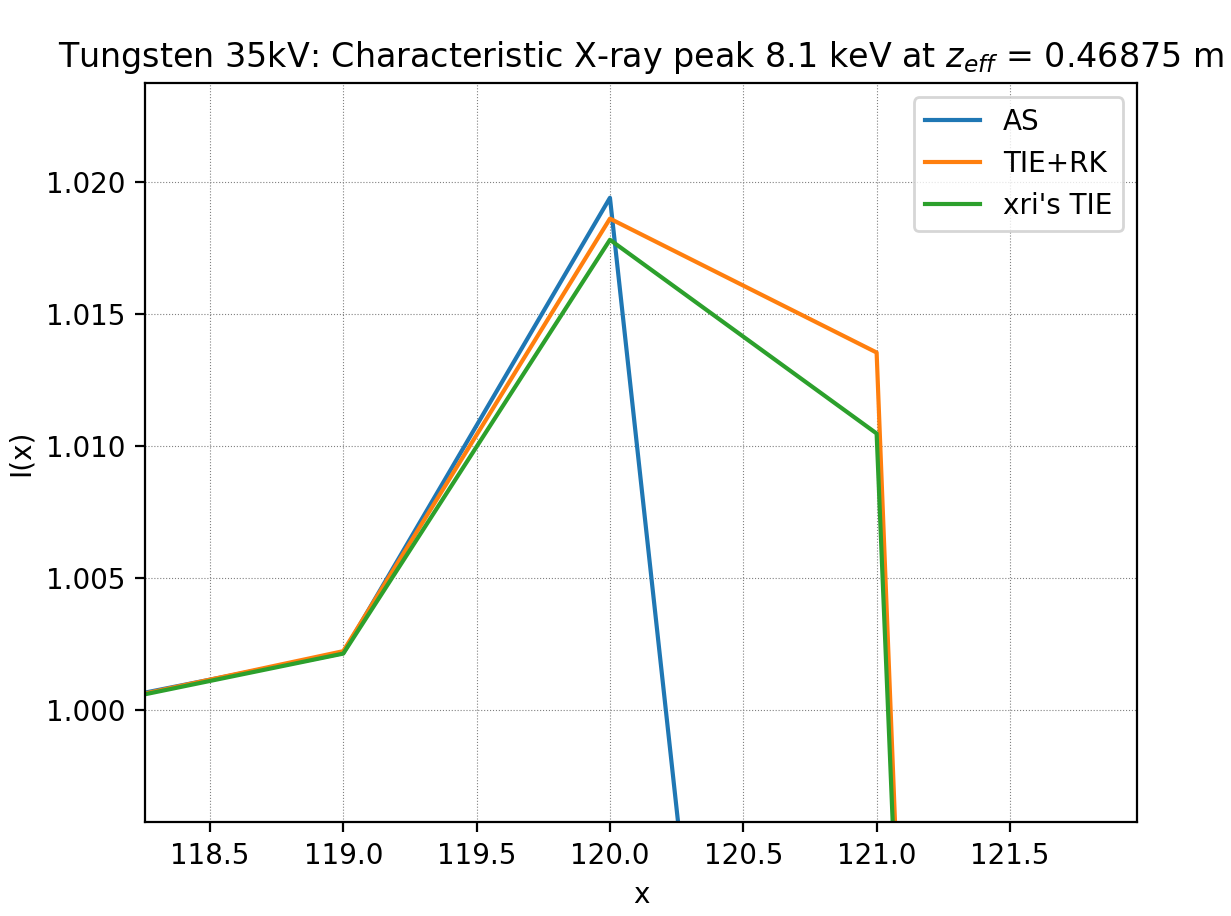 Tungsten 35kV: Characteristic X-ray peak 8.1 keV at z_eff = 0.46875 m
AS
TIE+RK
xri's TIE
1.020
1.015
1.010
1.005
1.000
I(x)
118.5 119.0 119.5 120.0 120.5 121.0 121.5
x